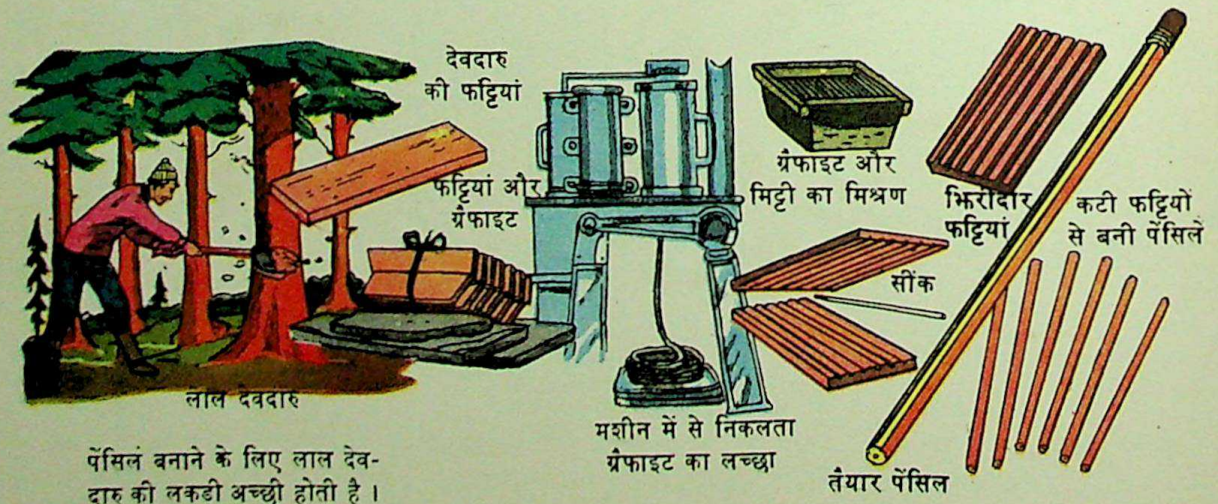 देवदारु
की फट्टियां
फट्टियां और
ग्रैफाइट
ग्रैफाइट और
मिट्टी का मिश्रण
झिरीदार
फट्टियां
कटी फट्टियों
से बनी पेंसिलें
सींक
लाल देवदारु
मशीन में से निकलता
ग्रैफाइट का लच्छा
तैयार पेंसिल
पेंसिलं बनाने के लिए लाल देव-
दारु की लकडी अच्छी होती है ।